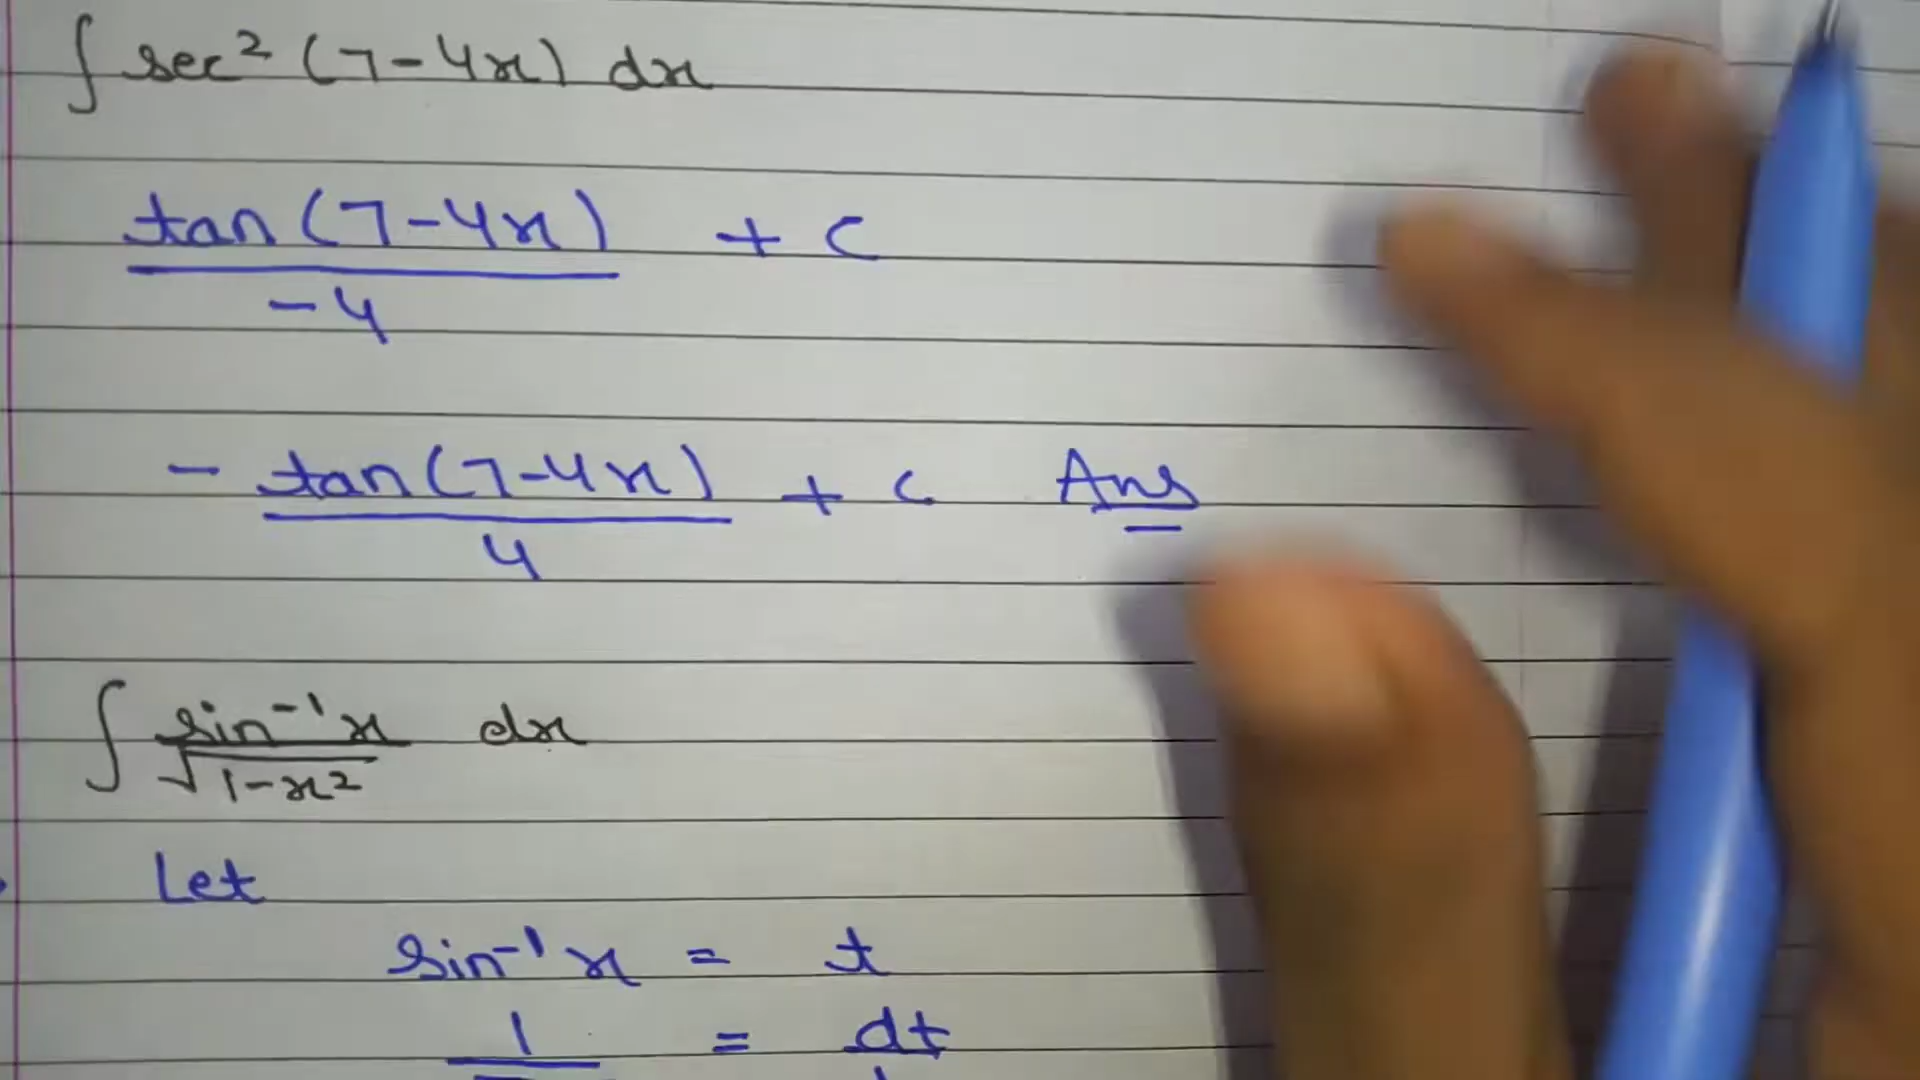 ∫ sec² (7-4x) dx
tan(7-4x) / -4 + c
- tan(7-4x) / 4 + c Ans
∫ sin⁻¹x / √1-x² dx
Let
sin⁻¹x = t
1 = dt